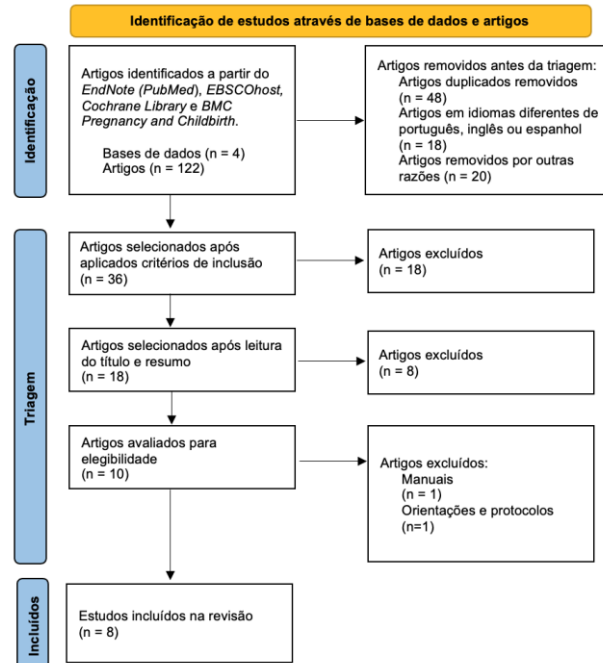 Identificação de estudos através de bases de dados e artigos
Identificação
Artigos identificados a partir do
EndNote (PubMed), EBSCOhost,
Cochrane Library e BMC
Pregnancy and Childbirth.
Bases de dados (n = 4)
Artigos (n = 122)
Artigos removidos antes da triagem:
Artigos duplicados removidos
(n = 48)
Artigos em idiomas diferentes de
português, inglês ou espanhol
(n = 18)
Artigos removidos por outras
razões (n = 20)
Triagem
Artigos selecionados após
aplicados critérios de inclusão
(n = 36)
Artigos excluídos
(n = 18)
Artigos selecionados após leitura
do título e resumo
(n = 18)
Artigos excluídos
(n = 8)
Artigos avaliados para
elegibilidade
(n = 10)
Artigos excluídos:
Manuais
(n = 1)
Orientações e protocolos
(n=1)
Incluídos
Estudos incluídos na revisão
(n = 8)